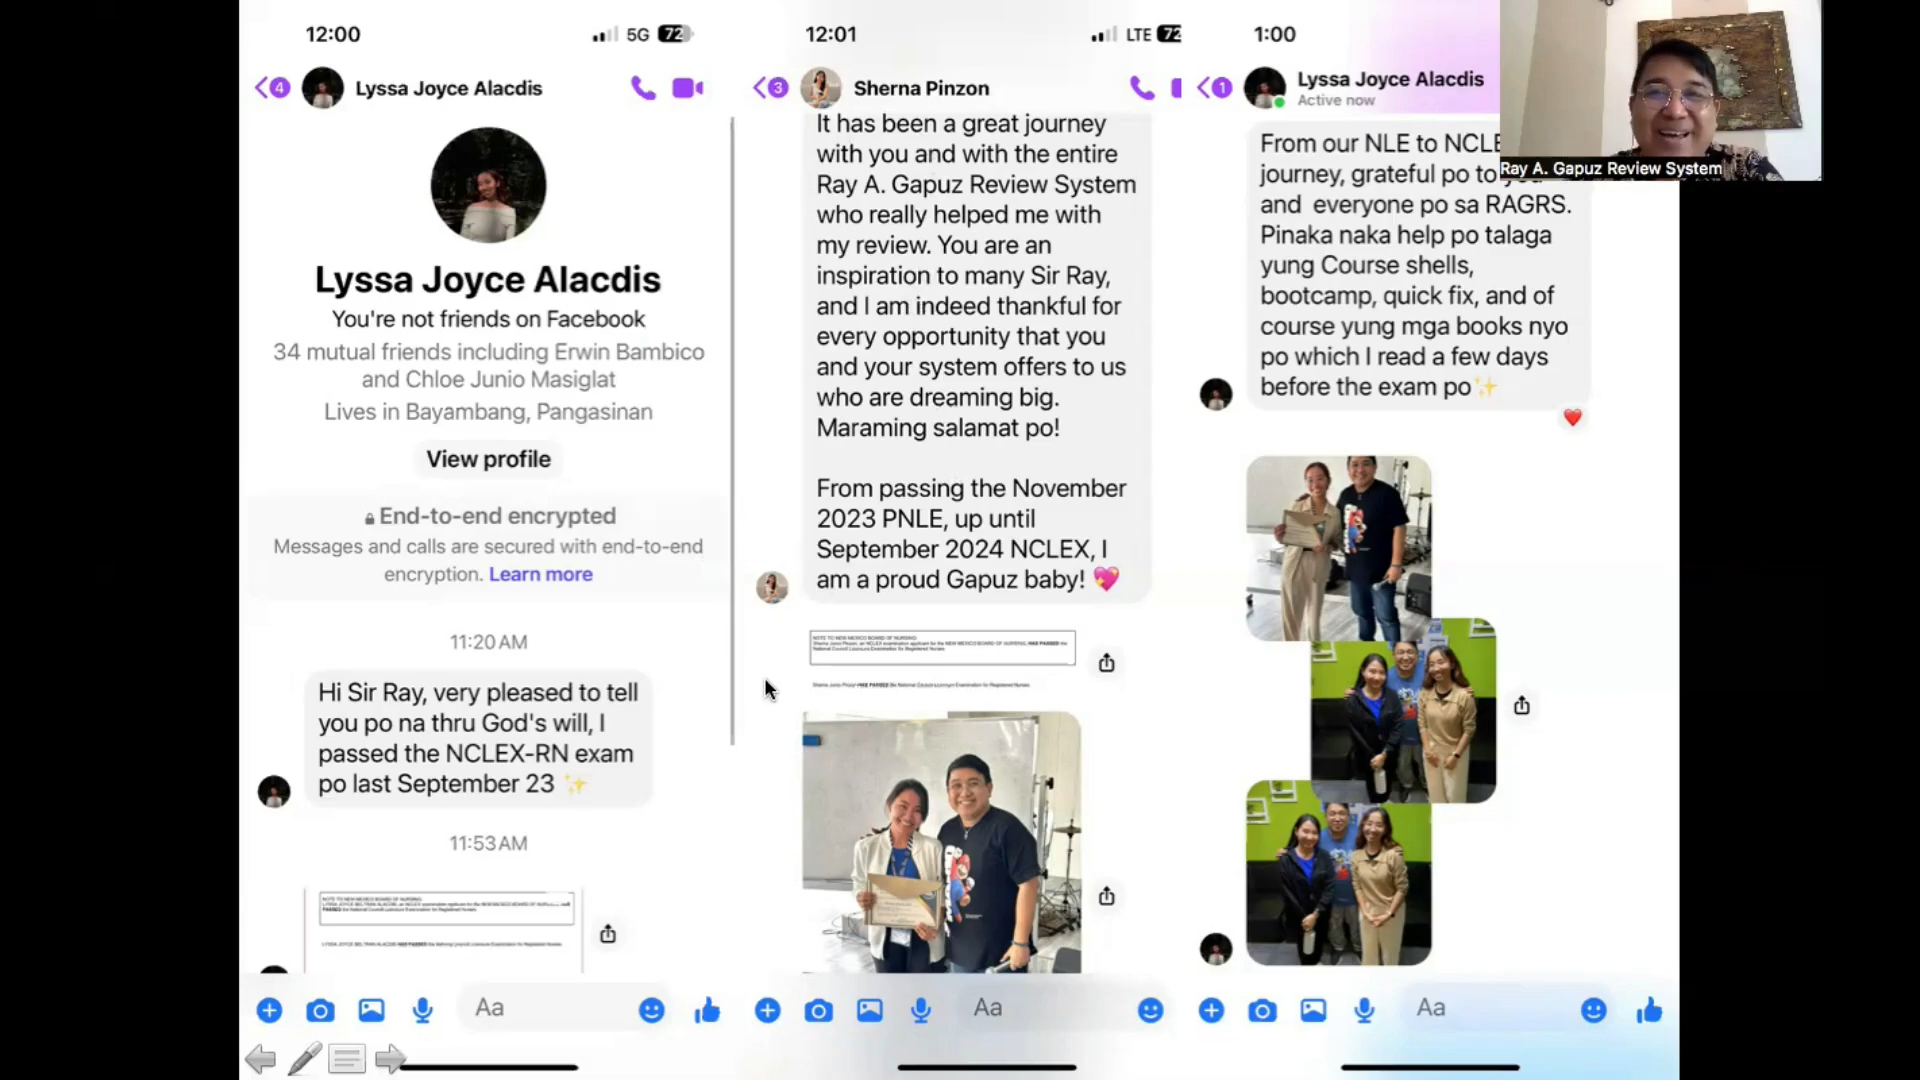 12:00
5G 72
4
Lyssa Joyce Alacdis
Lyssa Joyce Alacdis
You're not friends on Facebook
34 mutual friends including Erwin Bambico
and Chloe Junio Masiglat
Lives in Bayambang, Pangasinan
View profile
End-to-end encrypted
Messages and calls are secured with end-to-end
encryption. Learn more
11:20 AM
Hi Sir Ray, very pleased to tell
you po na thru God's will, I
passed the NCLEX-RN exam
po last September 23
11:53 AM
Aa
12:01
LTE 72
3
Sherna Pinzon
It has been a great journey
with you and with the entire
Ray A. Gapuz Review System
who really helped me with
my review. You are an
inspiration to many Sir Ray,
and I am indeed thankful for
every opportunity that you
and your system offers to us
who are dreaming big.
Maraming salamat po!
From passing the November
2023 PNLE, up until
September 2024 NCLEX, I
am a proud Gapuz baby! 💖
NOTE TO NEW MEXICO BOARD OF NURSING
Aa
1:00
1
Lyssa Joyce Alacdis
Active now
From our NLE to NCLE
journey, grateful po to you
and everyone po sa RAGRS.
Pinaka naka help po talaga
yung Course shells,
bootcamp, quick fix, and of
course yung mga books nyo
po which I read a few days
before the exam po✨
Aa
Ray A. Gapuz Review System